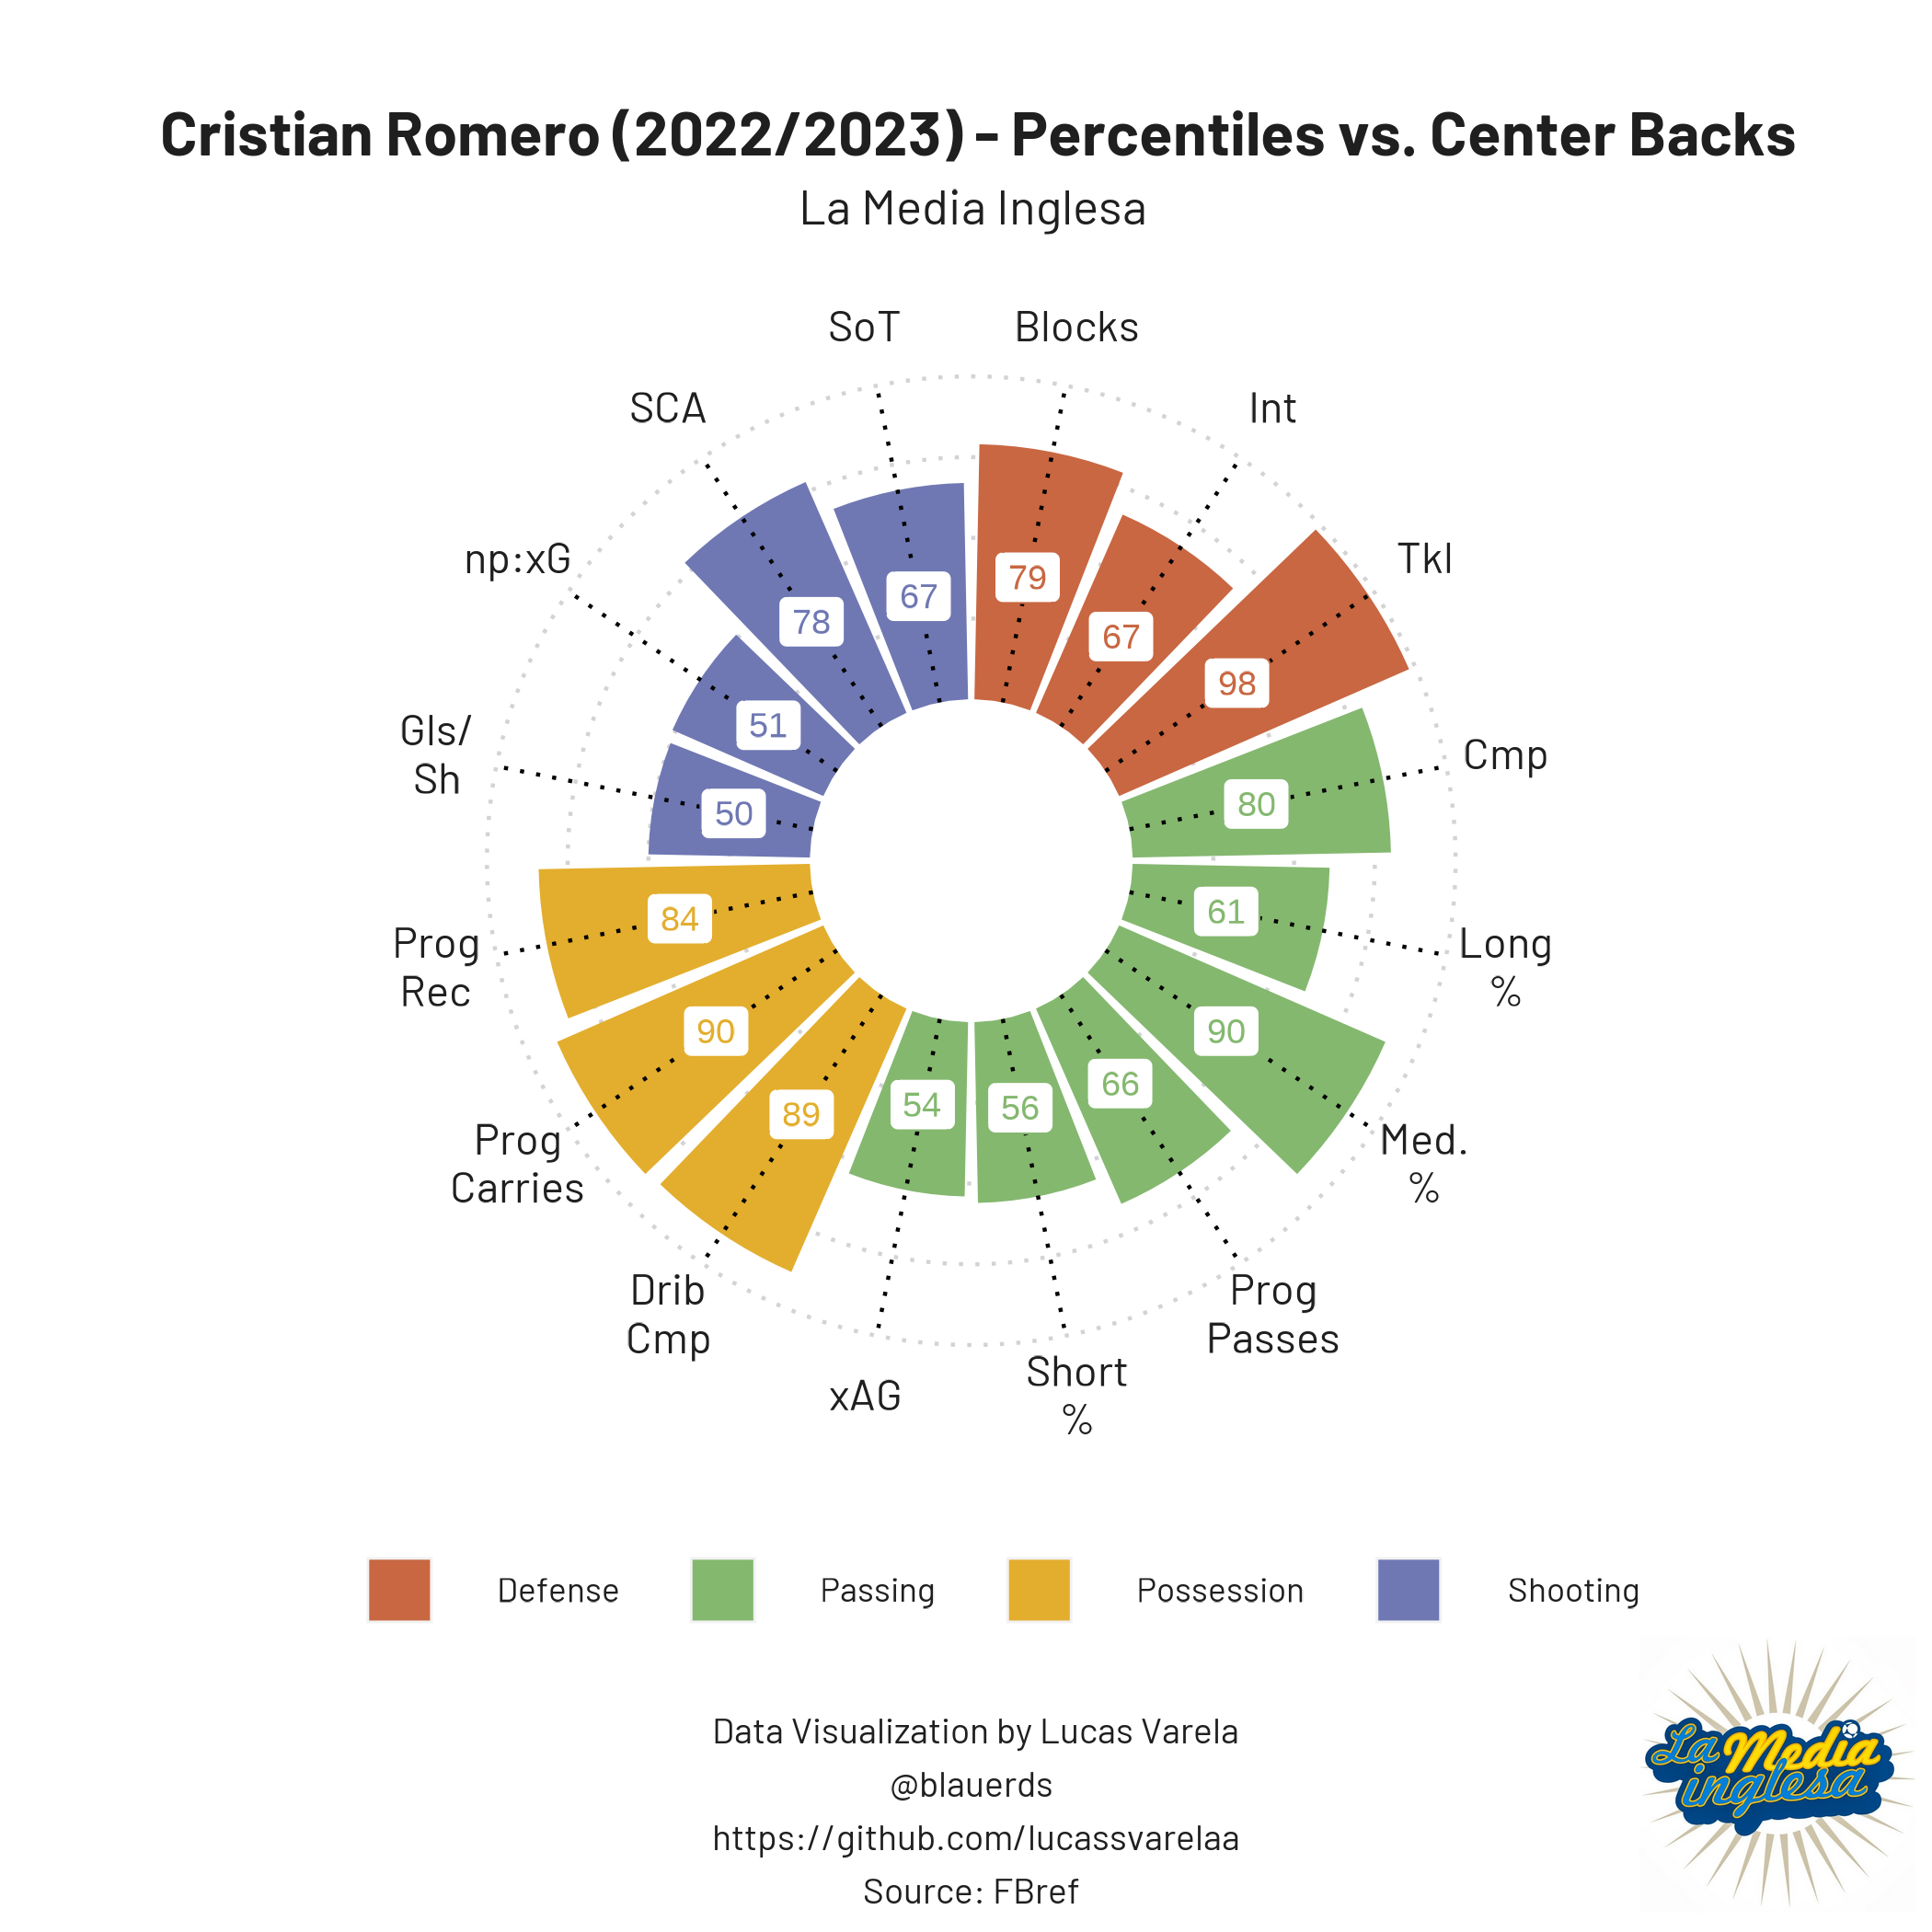 Cristian Romero (2022/2023) - Percentiles vs. Center Backs
La Media Inglesa
SoT
Blocks
SCA
Int
np:xG
Tkl
Gls/
Sh
Cmp
Prog
Rec
Long
%
Prog
Carries
Med.
%
Drib
Cmp
Prog
Passes
xAG
Short
%
79
67
98
80
61
90
66
56
54
89
90
84
50
51
78
67
Defense
Passing
Possession
Shooting
Data Visualization by Lucas Varela
@blauerds
https://github.com/lucassvarelaa
Source: FBref
La Media
inglesa